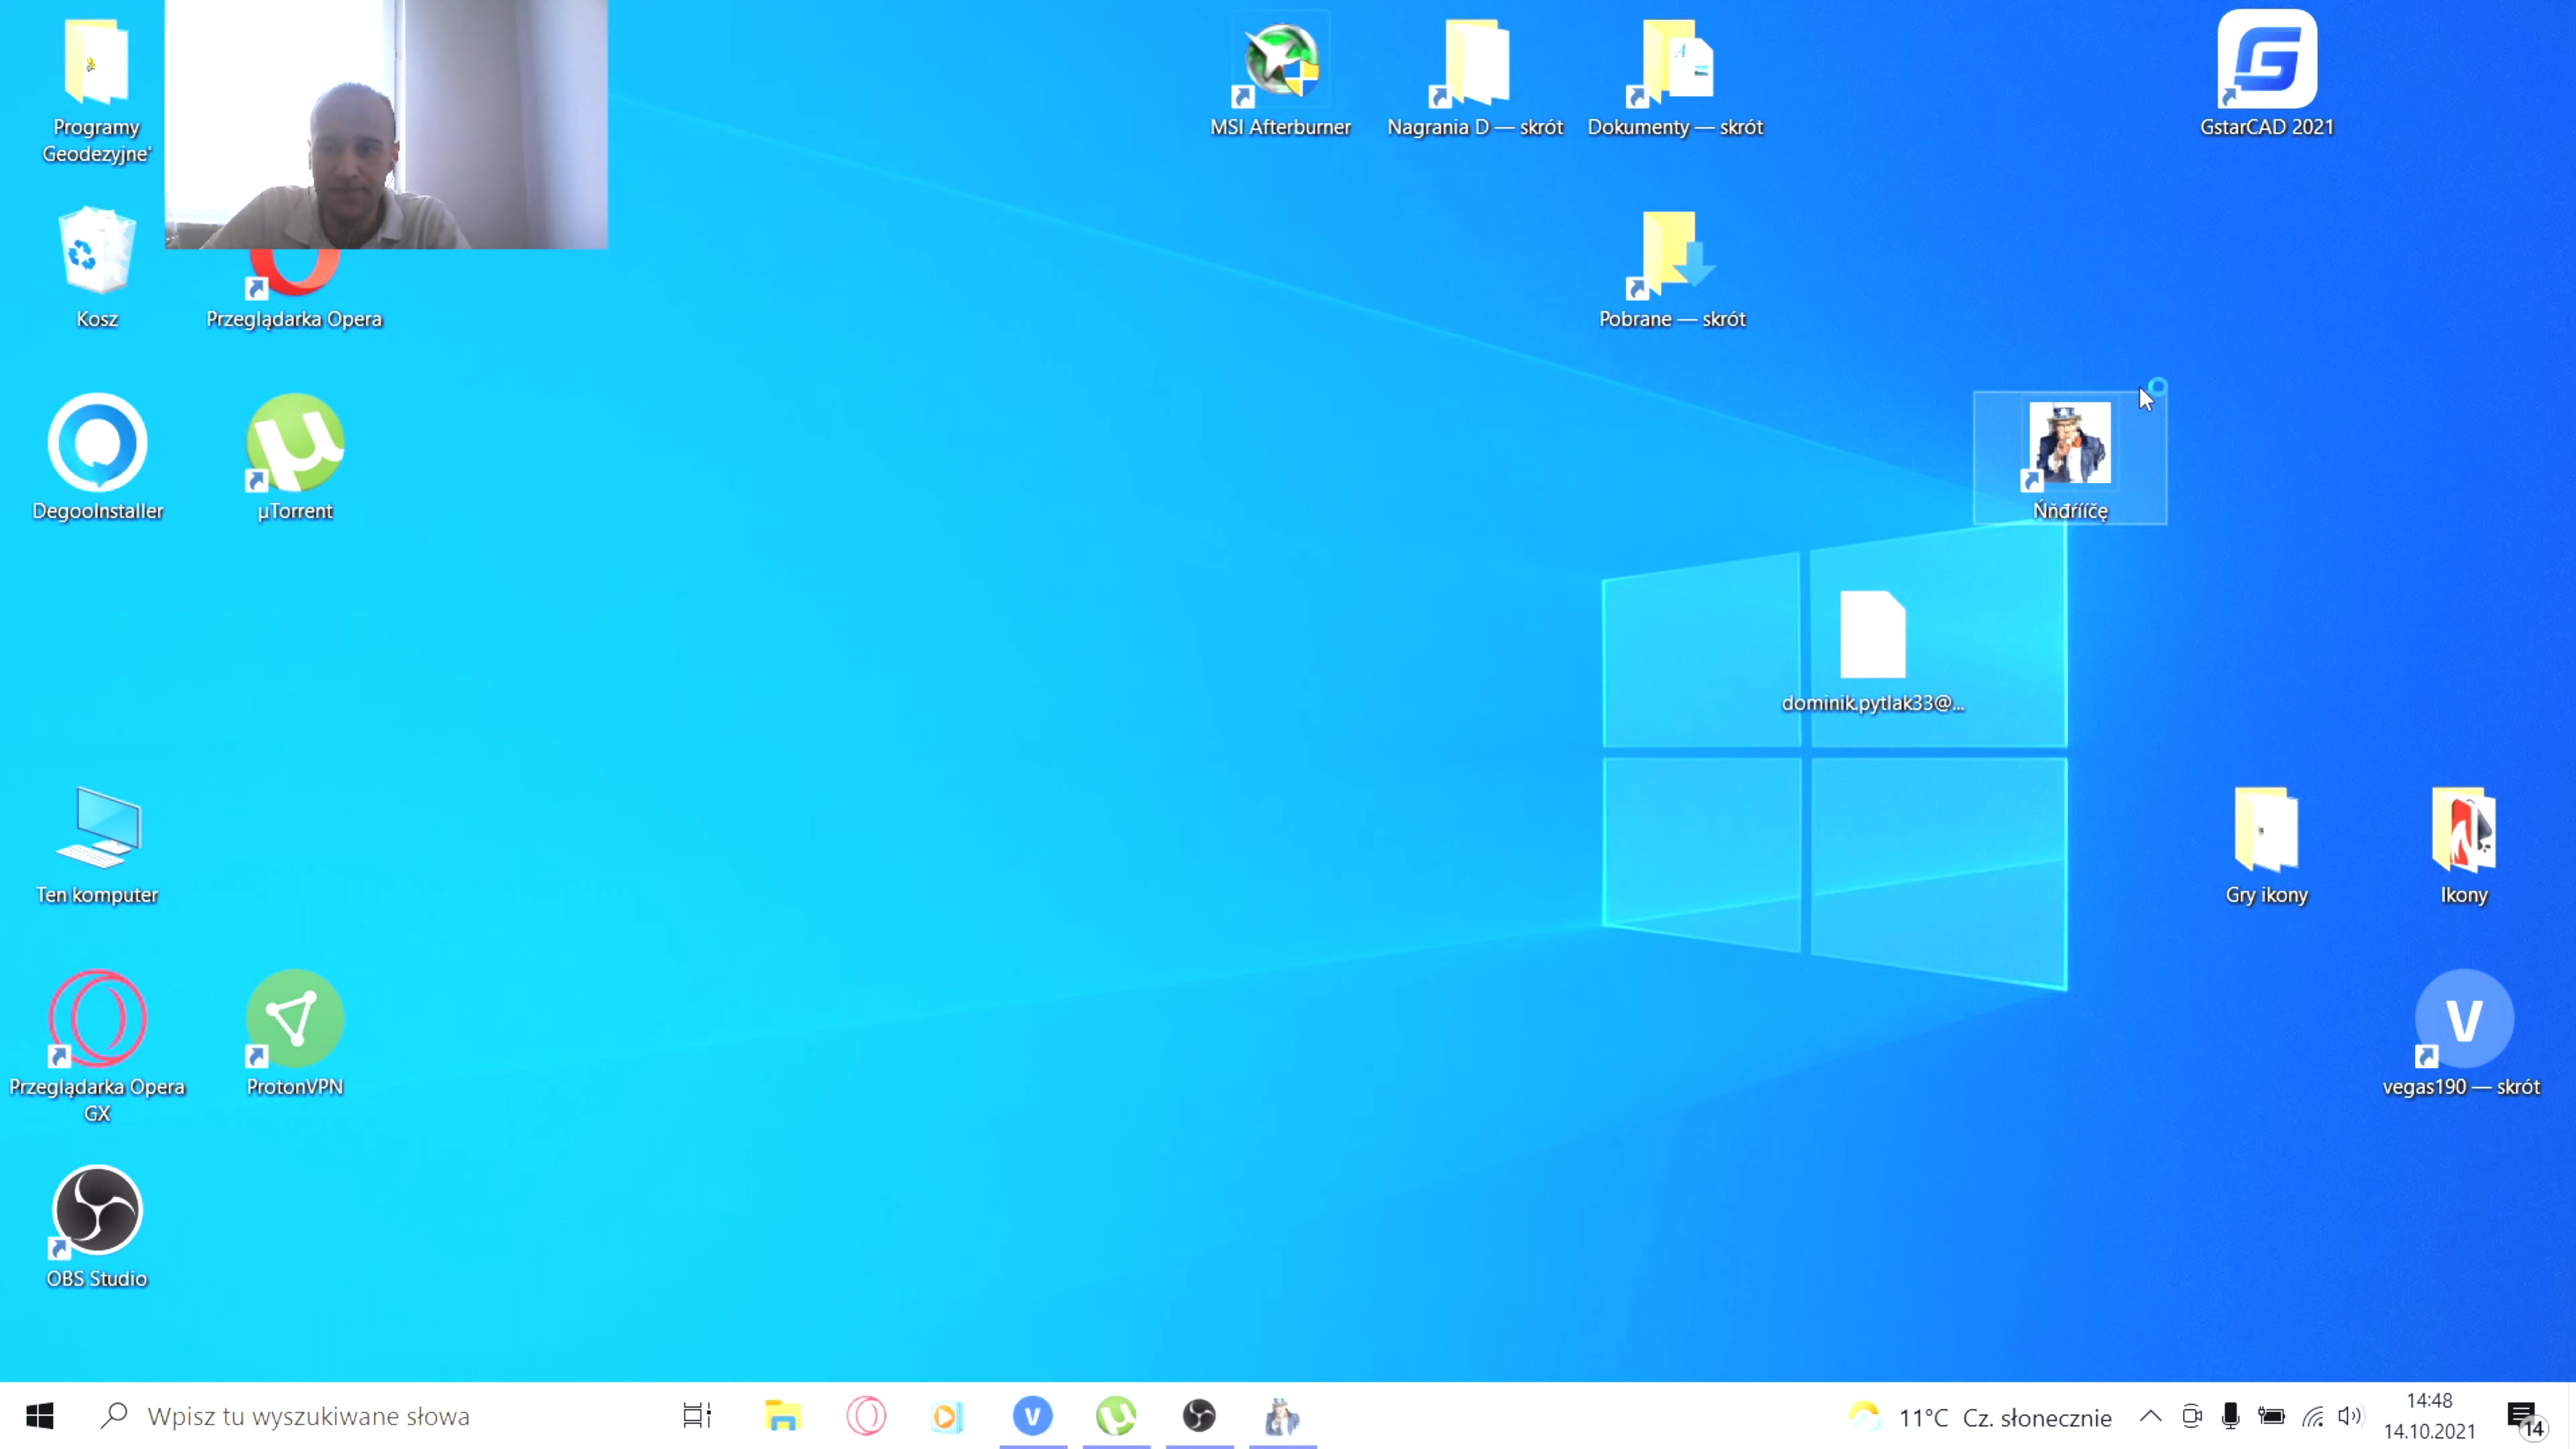 Programy
Geodezyjne'
MSI Afterburner
Nagrania D — skrót
Dokumenty — skrót
GstarCAD 2021
Kosz
Przeglądarka Opera
Pobrane — skrót
DegooInstaller
µTorrent
Ńňđŕíîčę
dominik.pytlak33@...
Ten komputer
Gry ikony
Ikony
Przeglądarka Opera
GX
ProtonVPN
V
vegas190 — skrót
OBS Studio
Wpisz tu wyszukiwane słowa
V
11°C Cz. słonecznie
14:48
14.10.2021
14